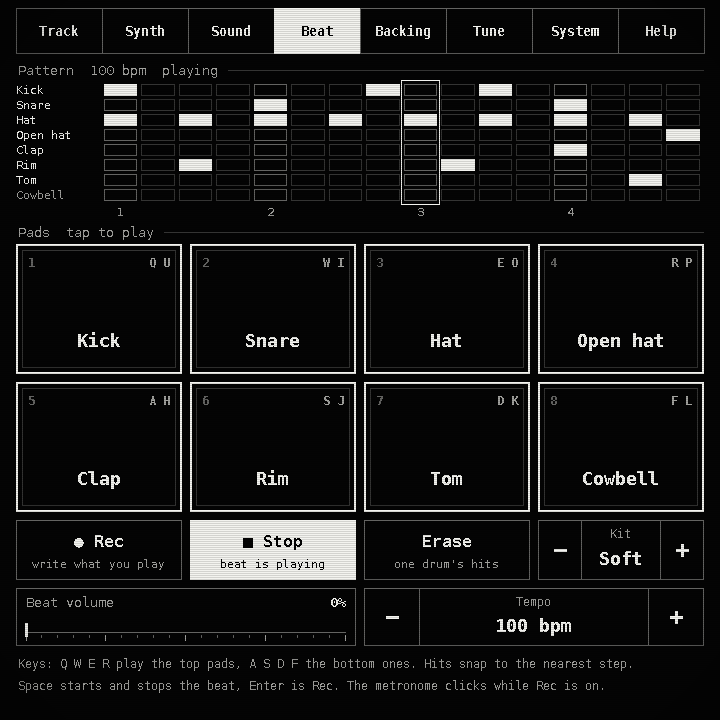 Track Synth Sound Beat Backing Tune System Help
Pattern 100 bpm playing
Kick
Snare
Hat
Open hat
Clap
Rim
Tom
Cowbell
1 2 3 4
Pads tap to play
1 Q U 2 W I 3 E O 4 R P
Kick Snare Hat Open hat
5 A H 6 S J 7 D K 8 F L
Clap Rim Tom Cowbell
● Rec ■ Stop Erase − Kit +
write what you play beat is playing one drum's hits Soft
Beat volume 0% − Tempo +
100 bpm
Keys: Q W E R play the top pads, A S D F the bottom ones. Hits snap to the nearest step.
Space starts and stops the beat, Enter is Rec. The metronome clicks while Rec is on.